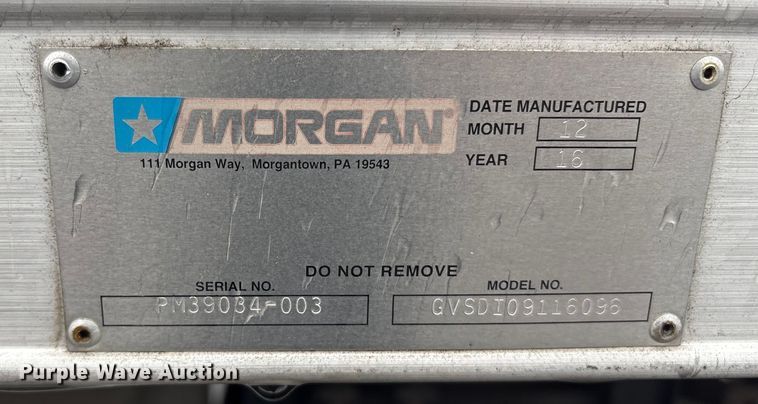 MORGAN®
111 Morgan Way, Morgantown, PA 19543
DATE MANUFACTURED
MONTH 12
YEAR 16
DO NOT REMOVE
SERIAL NO.
PM39034-003
MODEL NO.
GVSDI09116096
Purple Wave Auction